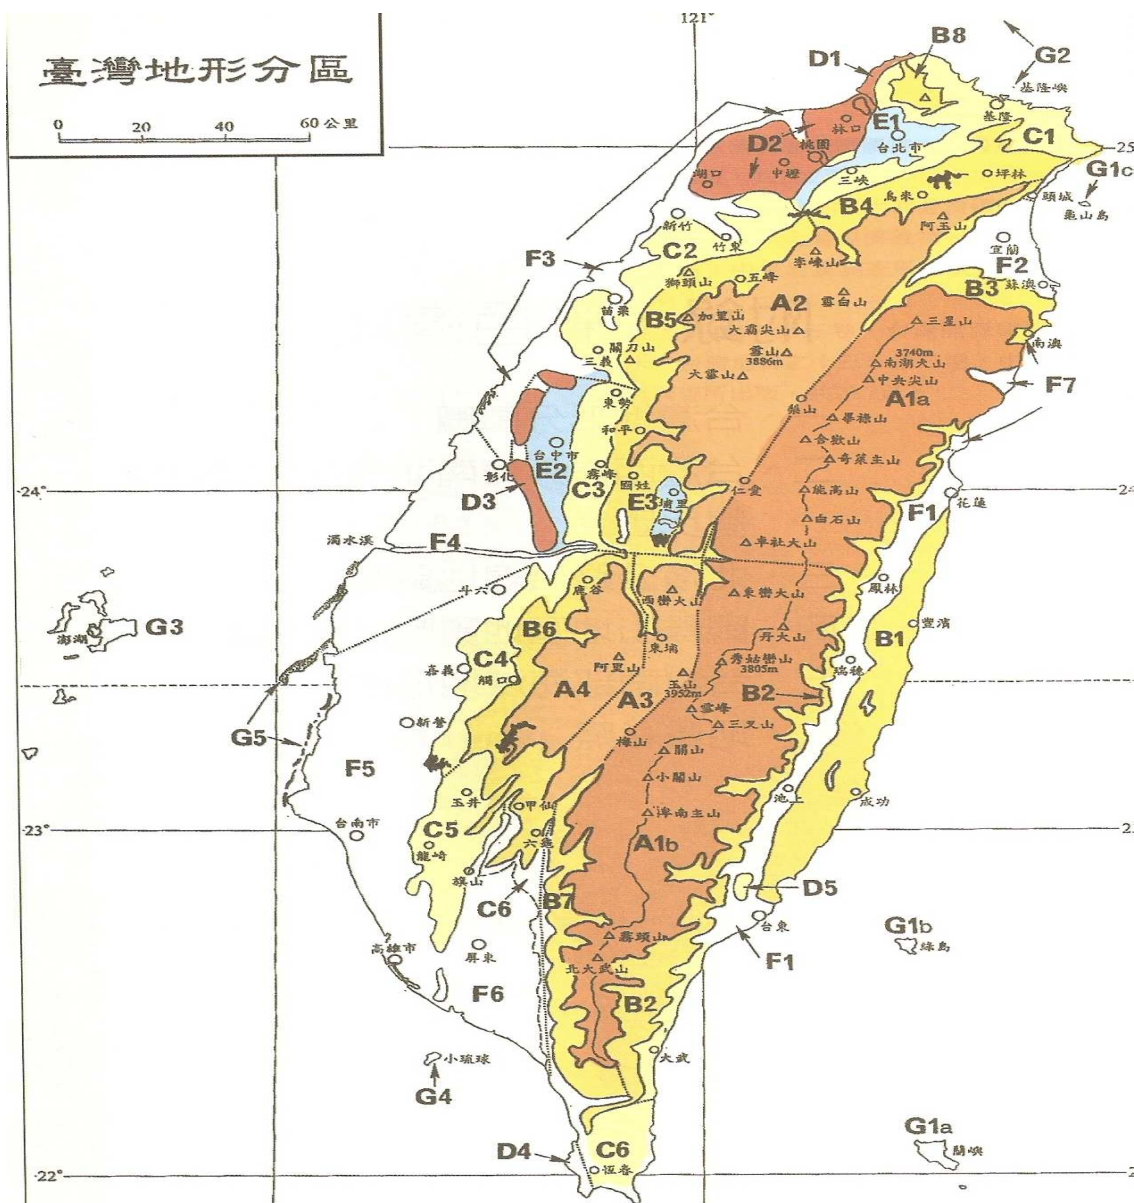 臺灣地形分區
0 20 40 60 公里
121°
B8
G2
D1
基隆嶼
基隆
林口
E1
台北市
C1
D2
桃園
中壢
湖口
25
三峽
坪林
G1c
烏來
B4
頭城
龜山島
新竹
阿玉山
竹東
宜蘭
F3
C2
李崠山
F2
獅頭山
五峰
蘇澳
B3
A2
雪白山
苗栗
B5
加里山
三星山
大霸尖山
南澳
關刀山
三義
雪山
3886m
3740m
南湖大山
大雪山
中央尖山
F7
東勢
梨山
A1a
畢祿山
和平
合歡山
台中市
奇萊主山
彰化
E2
霧峰
國姓
24°
D3
C3
E3
埔里
仁愛
能高山
花蓮
F1
白石山
濁水溪
F4
卓社大山
斗六
鹿谷
西巒大山
東巒大山
鳳林
澎湖
G3
B6
丹大山
B1
豐濱
東埔
嘉義
C4
阿里山
秀姑巒山
3805m
瑞穗
觸口
玉山
3952m
A4
A3
B2
雲峰
新營
三叉山
G5
梅山
關山
F5
小關山
玉井
甲仙
池上
成功
卑南主山
台南市
23°
C5
六龜
A1b
龍崎
旗山
C6
B7
D5
台東
G1b
霧頭山
高雄市
屏東
綠島
北大武山
F1
F6
B2
小琉球
大武
G4
G1a
D4
C6
蘭嶼
22°
恆春